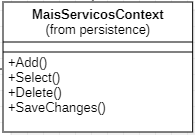 MaisServicosContext
(from persistence)
+Add()
+Select()
+Delete()
+SaveChanges()